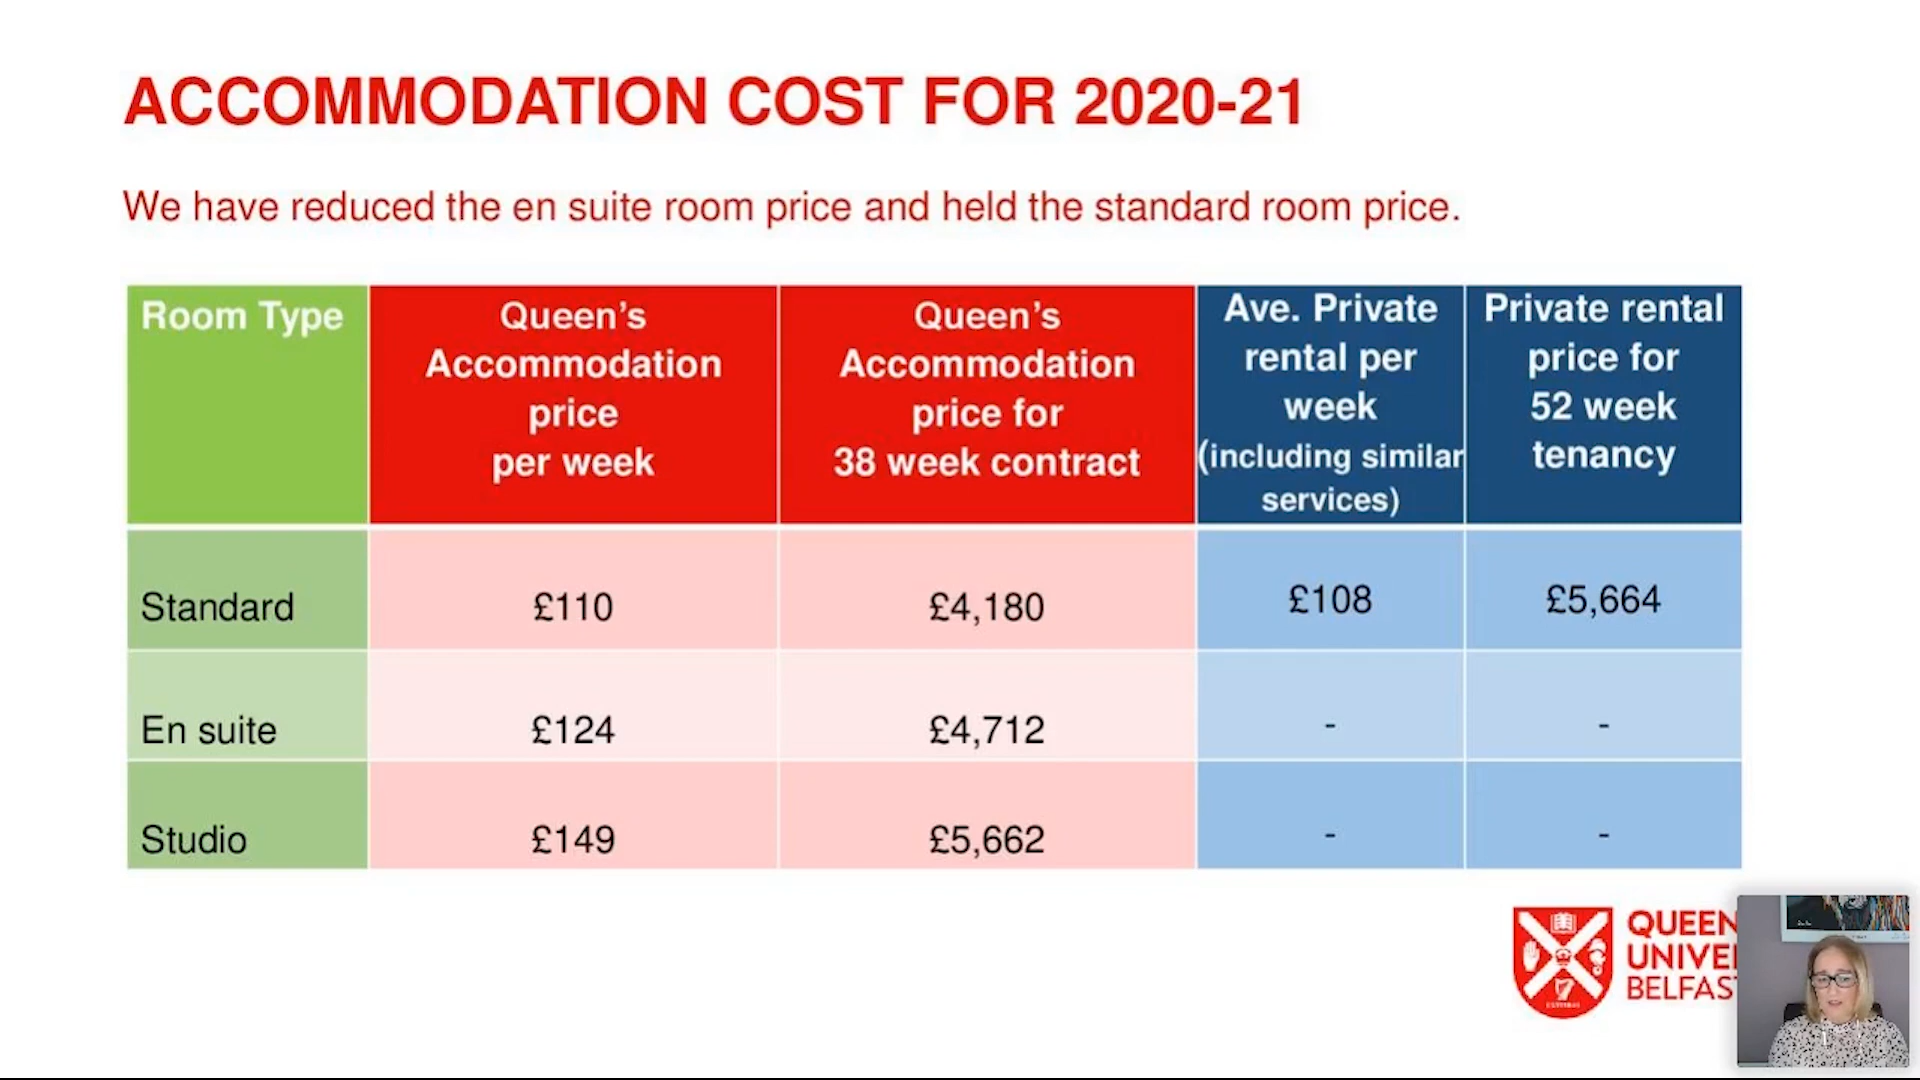 ACCOMMODATION COST FOR 2020-21
We have reduced the en suite room price and held the standard room price.
Room Type
Queen's
Accommodation
price
per week
Queen's
Accommodation
price for
38 week contract
Ave. Private
rental per
week
(including similar
services)
Private rental
price for
52 week
tenancy
Standard
£110
£4,180
£108
£5,664
En suite
£124
£4,712
-
-
Studio
£149
£5,662
-
-
QUEEN
UNIVE
BELFAS